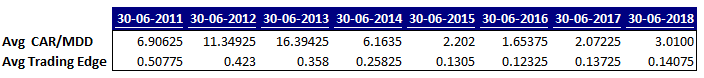 30-06-2011 30-06-2012 30-06-2013 30-06-2014 30-06-2015 30-06-2016 30-06-2017 30-06-2018
Avg CAR/MDD 6.90625 11.34925 16.39425 6.1635 2.202 1.65375 2.07225 3.0100
Avg Trading Edge 0.50775 0.423 0.358 0.25825 0.1305 0.12325 0.13725 0.14075